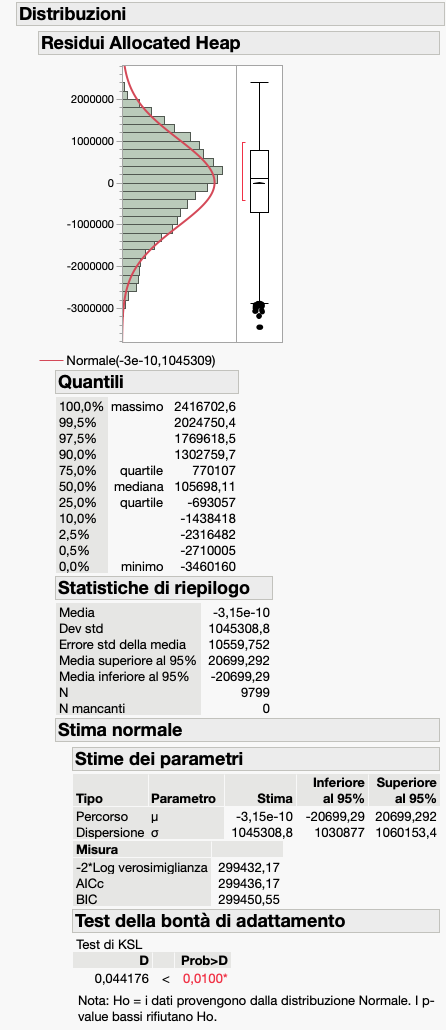 Distribuzioni
Residui Allocated Heap
2000000
1000000
0
-1000000
-2000000
-3000000
Normale(-3e-10,1045309)
Quantili
100,0% massimo 2416702,6
99,5% 2024750,4
97,5% 1769618,5
90,0% 1302759,7
75,0% quartile 770107
50,0% mediana 105698,11
25,0% quartile -693057
10,0% -1438418
2,5% -2316482
0,5% -2710005
0,0% minimo -3460160
Statistiche di riepilogo
Media -3,15e-10
Dev std 1045308,8
Errore std della media 10559,752
Media superiore al 95% 20699,292
Media inferiore al 95% -20699,29
N 9799
N mancanti 0
Stima normale
Stime dei parametri
Inferiore Superiore
Tipo Parametro Stima al 95% al 95%
Percorso μ -3,15e-10 -20699,29 20699,292
Dispersione σ 1045308,8 1030877 1060153,4
Misura
-2*Log verosimiglianza 299432,17
AICc 299436,17
BIC 299450,55
Test della bontà di adattamento
Test di KSL
D Prob>D
0,044176 < 0,0100*
Nota: Ho = i dati provengono dalla distribuzione Normale. I p-
value bassi rifiutano Ho.